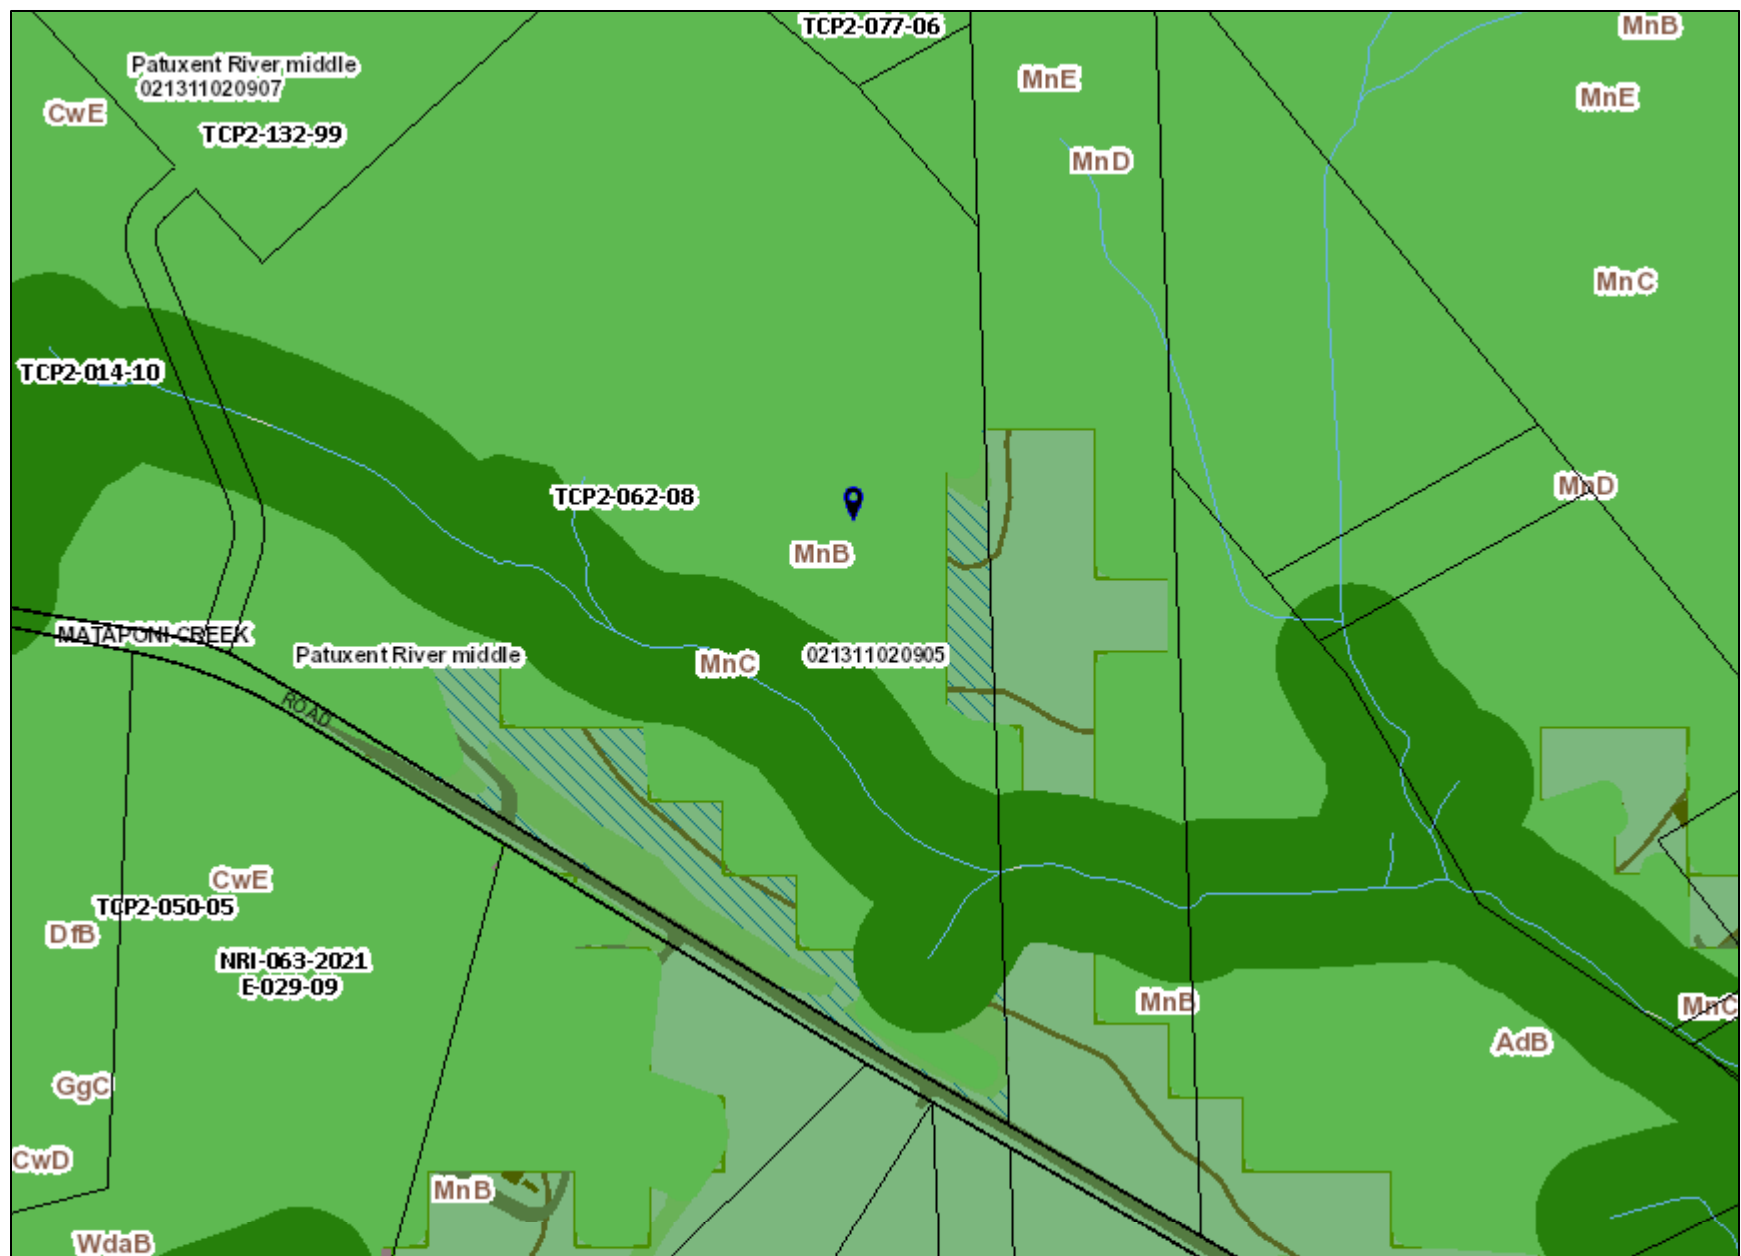 TCP2-077-06
MnB
Patuxent River middle
021311020907
MnE
MnE
CwE
TCP2-132-99
MnD
MnC
TCP2-014-10
TCP2-062-08
MnD
MnB
MATAPONI CREEK
Patuxent River middle
MnC
021311020905
ROAD
CwE
TCP2-050-05
DfB
NRI-063-2021
E-029-09
MnB
MnC
AdB
GgC
CwD
MnB
WdaB